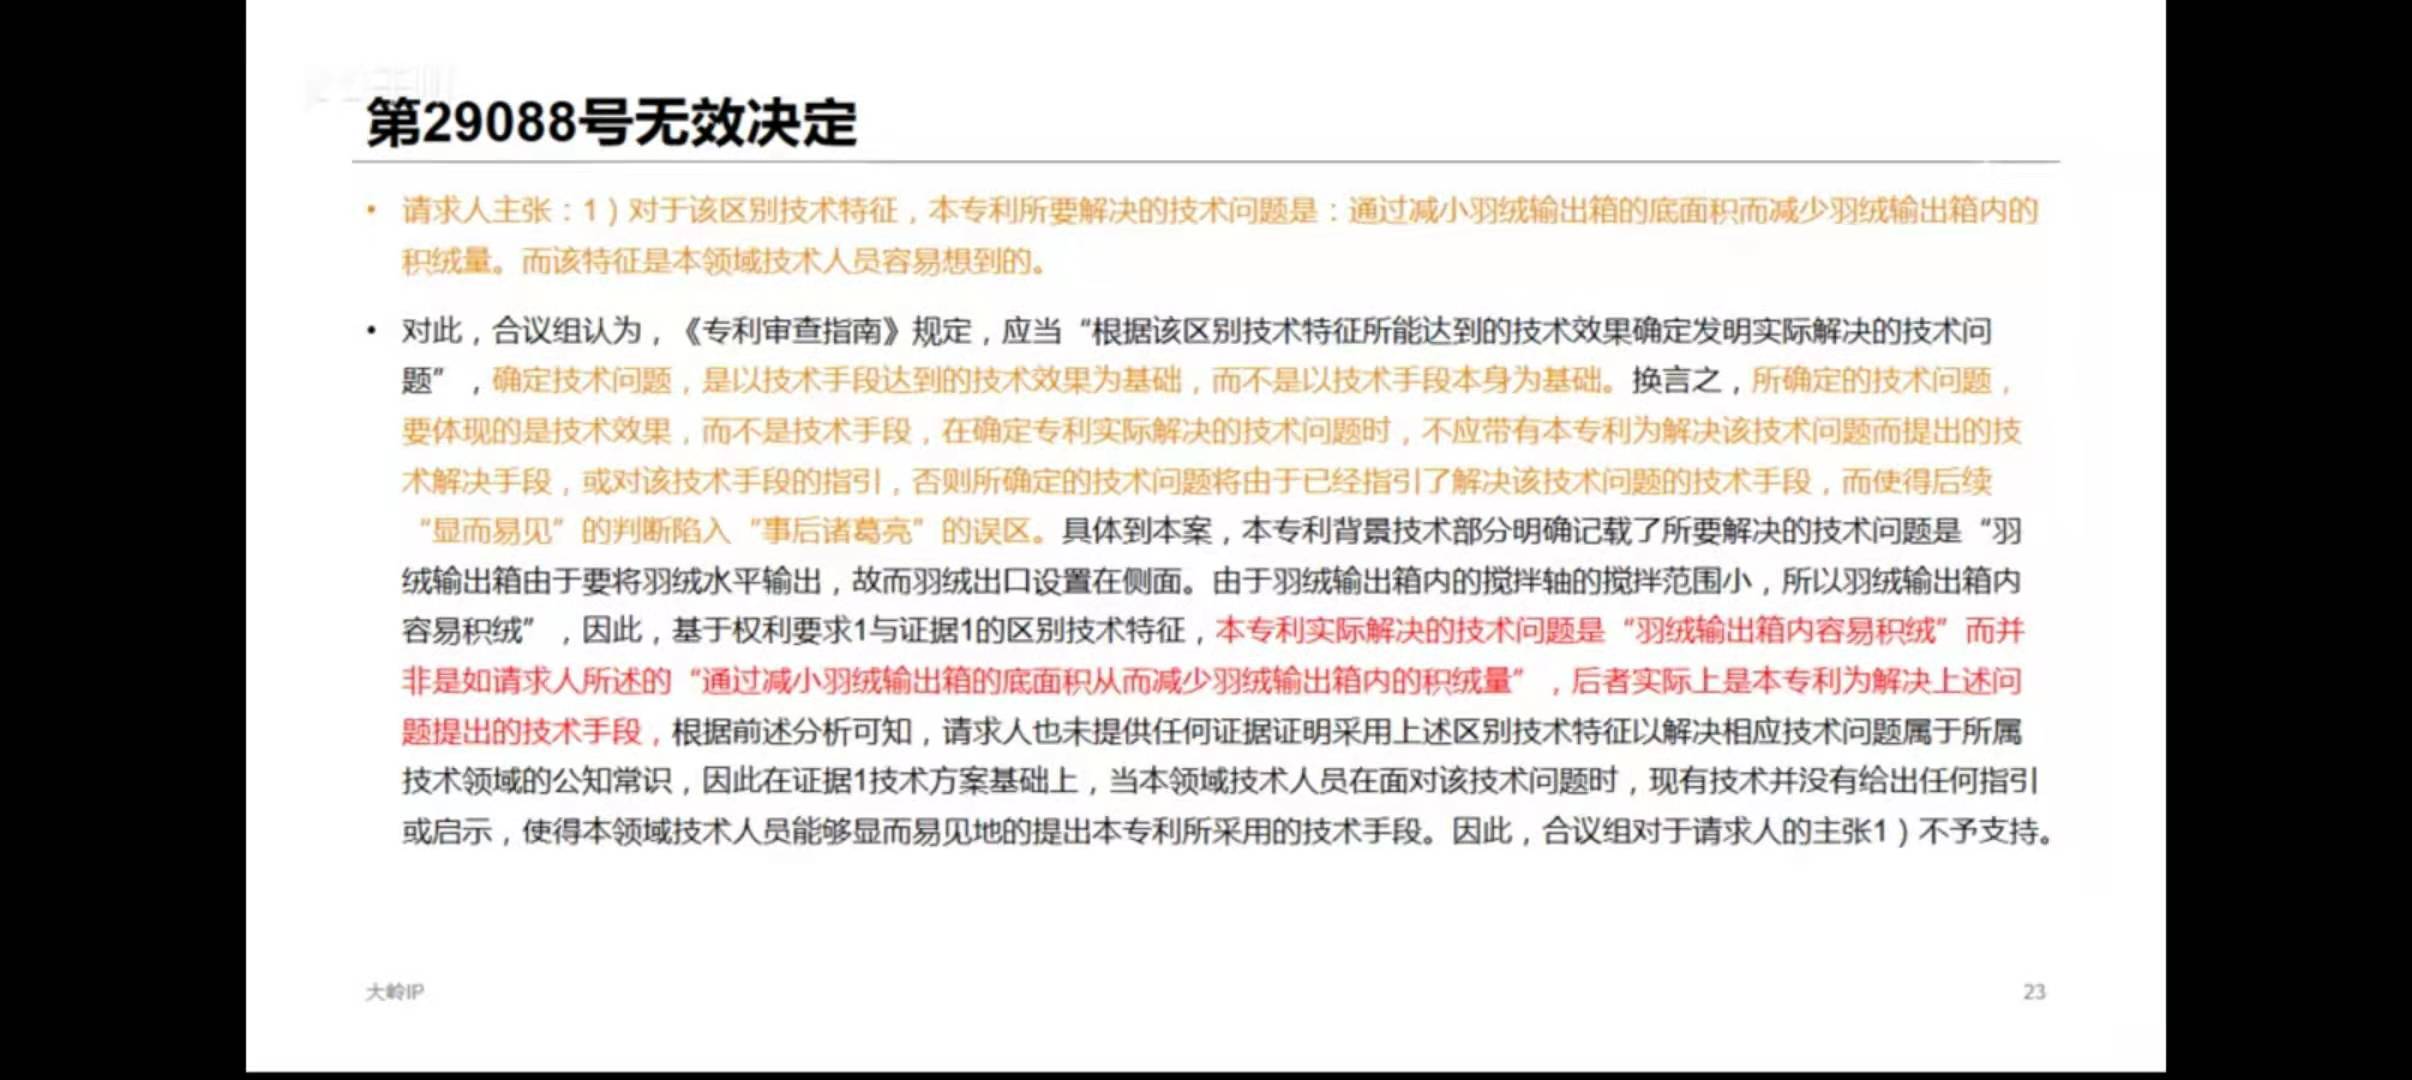 第29088号无效决定
• 请求人主张：1）对于该区别技术特征，本专利所要解决的技术问题是：通过减小羽绒输出箱的底面积而减少羽绒输出箱内的
积绒量。而该特征是本领域技术人员容易想到的。
• 对此，合议组认为，《专利审查指南》规定，应当“根据该区别技术特征所能达到的技术效果确定发明实际解决的技术问
题”，确定技术问题，是以技术手段达到的技术效果为基础，而不是以技术手段本身为基础。换言之，所确定的技术问题，
要体现的是技术效果，而不是技术手段，在确定专利实际解决的技术问题时，不应带有本专利为解决该技术问题而提出的技
术解决手段，或对该技术手段的指引，否则所确定的技术问题将由于已经指引了解决该技术问题的技术手段，而使得后续
“显而易见”的判断陷入“事后诸葛亮”的误区。具体到本案，本专利背景技术部分明确记载了所要解决的技术问题是“羽
绒输出箱由于要将羽绒水平输出，故而羽绒出口设置在侧面。由于羽绒输出箱内的搅拌轴的搅拌范围小，所以羽绒输出箱内
容易积绒”，因此，基于权利要求1与证据1的区别技术特征，本专利实际解决的技术问题是“羽绒输出箱内容易积绒”而并
非是如请求人所述的“通过减小羽绒输出箱的底面积从而减少羽绒输出箱内的积绒量”，后者实际上是本专利为解决上述问
题提出的技术手段，根据前述分析可知，请求人也未提供任何证据证明采用上述区别技术特征以解决相应技术问题属于所属
技术领域的公知常识，因此在证据1技术方案基础上，当本领域技术人员在面对该技术问题时，现有技术并没有给出任何指引
或启示，使得本领域技术人员能够显而易见地的提出本专利所采用的技术手段。因此，合议组对于请求人的主张1）不予支持。
大岭IP
23